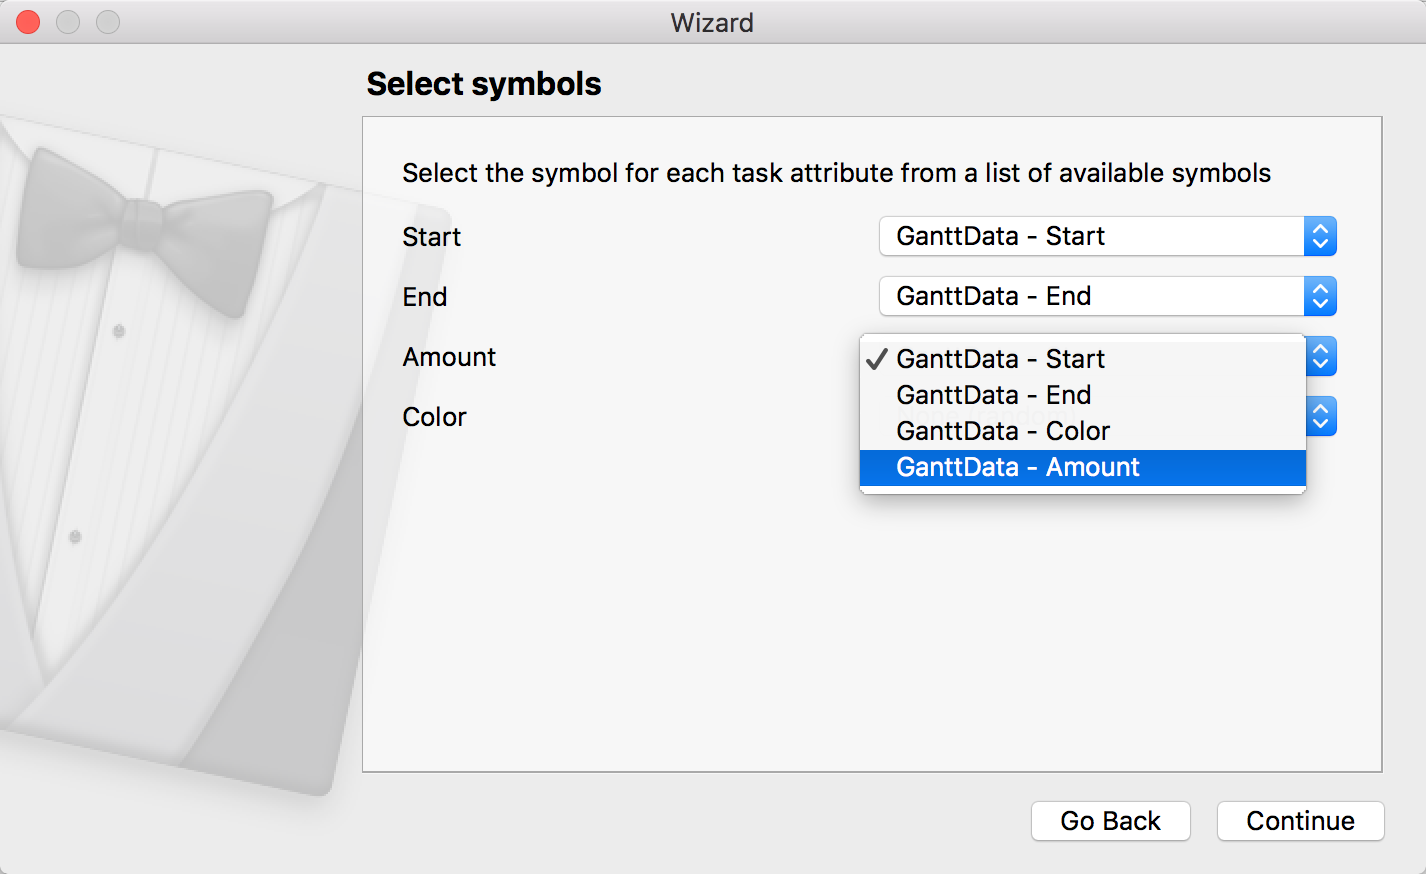 Wizard
Select symbols
Select the symbol for each task attribute from a list of available symbols
Start
GanttData - Start
End
GanttData - End
Amount
GanttData - Start
GanttData - End
Color
GanttData - Color
GanttData - Amount
Go Back
Continue